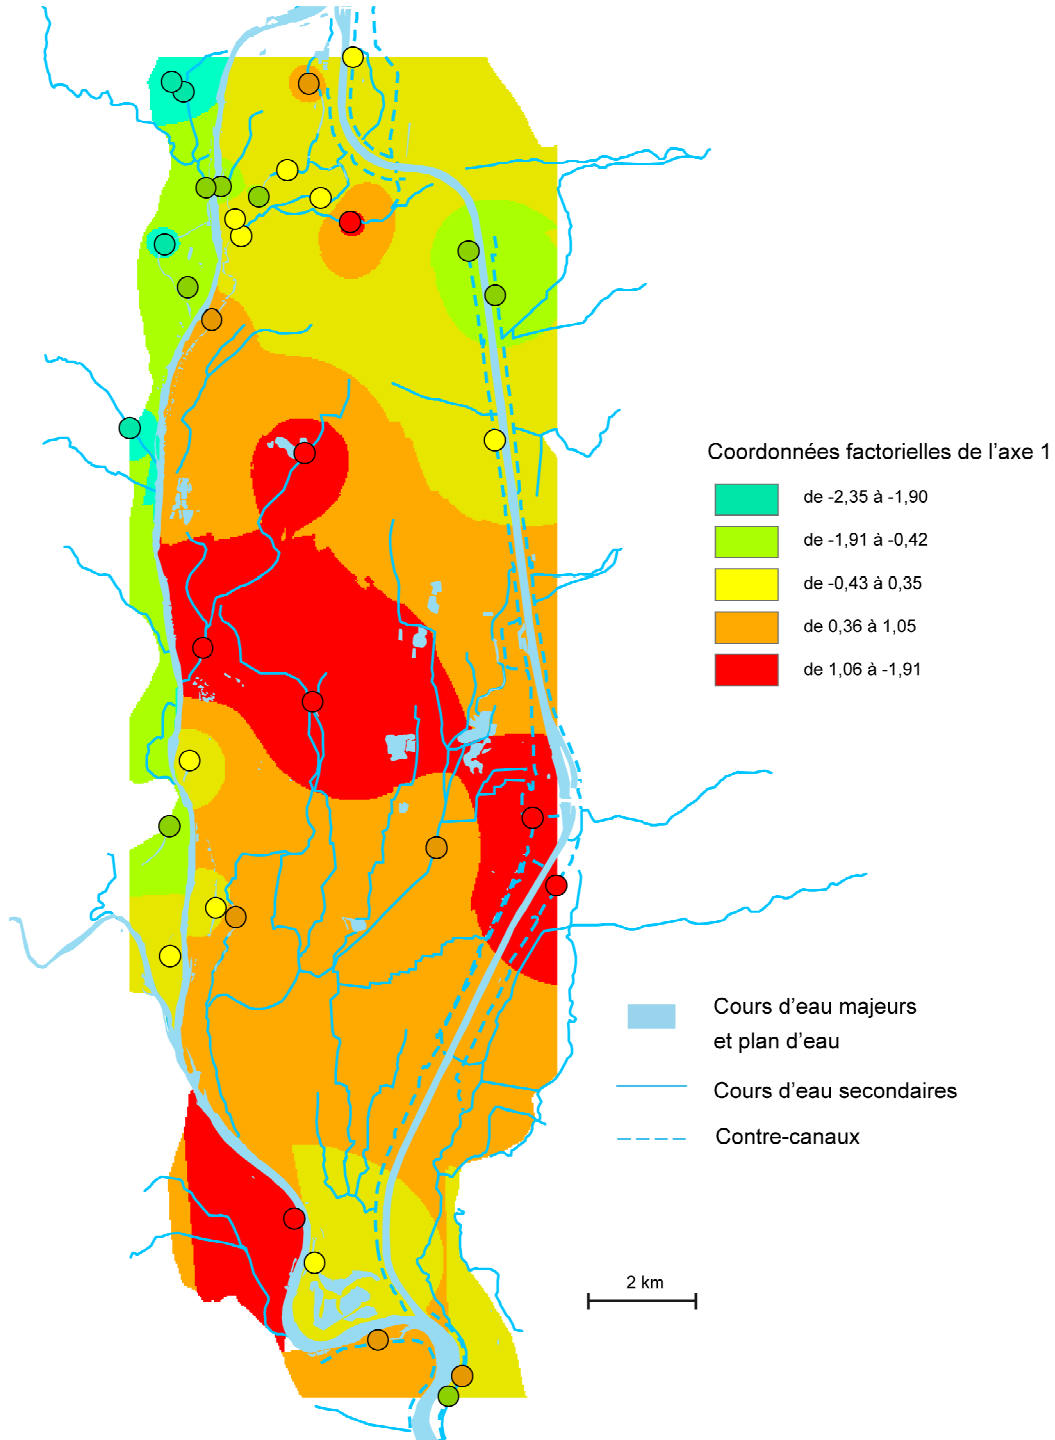 Coordonnées factorielles de l'axe 1
de -2,35 à -1,90
de -1,91 à -0,42
de -0,43 à 0,35
de 0,36 à 1,05
de 1,06 à -1,91
Cours d'eau majeurs
et plan d'eau
Cours d'eau secondaires
Contre-canaux
2 km